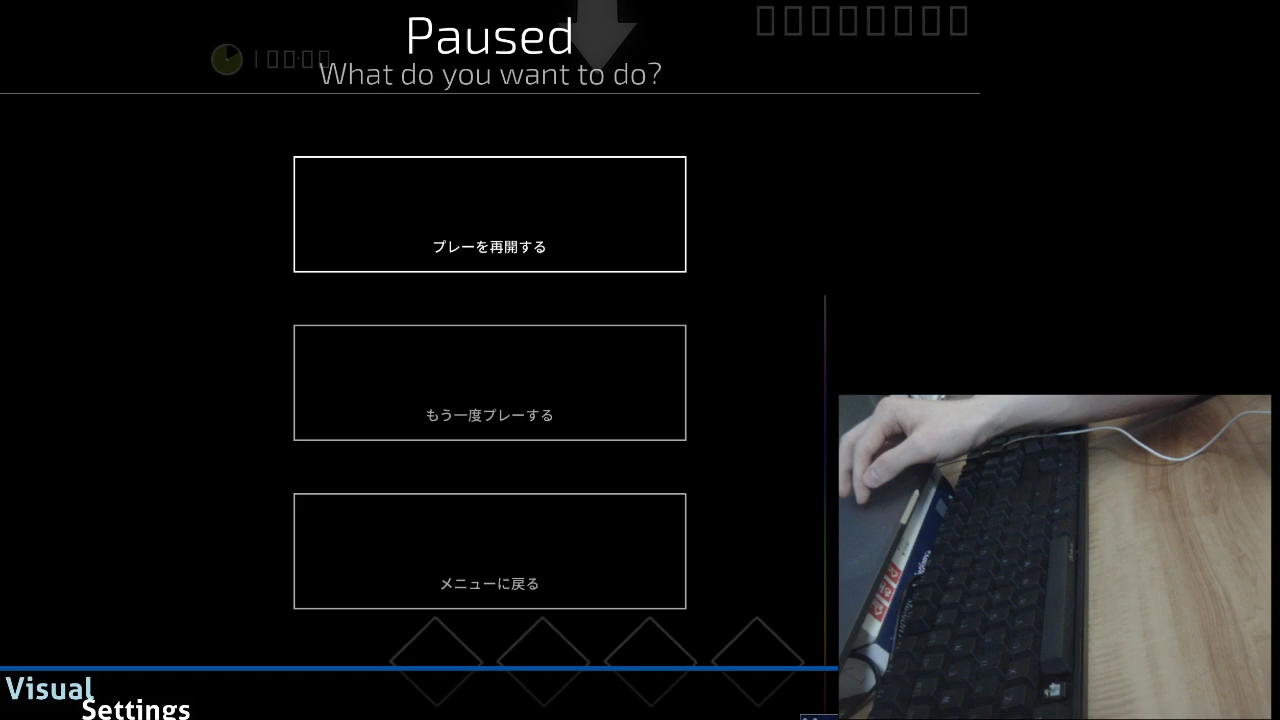 Paused
What do you want to do?
プレーを再開する
もう一度プレーする
メニューに戻る
Visual
Settings